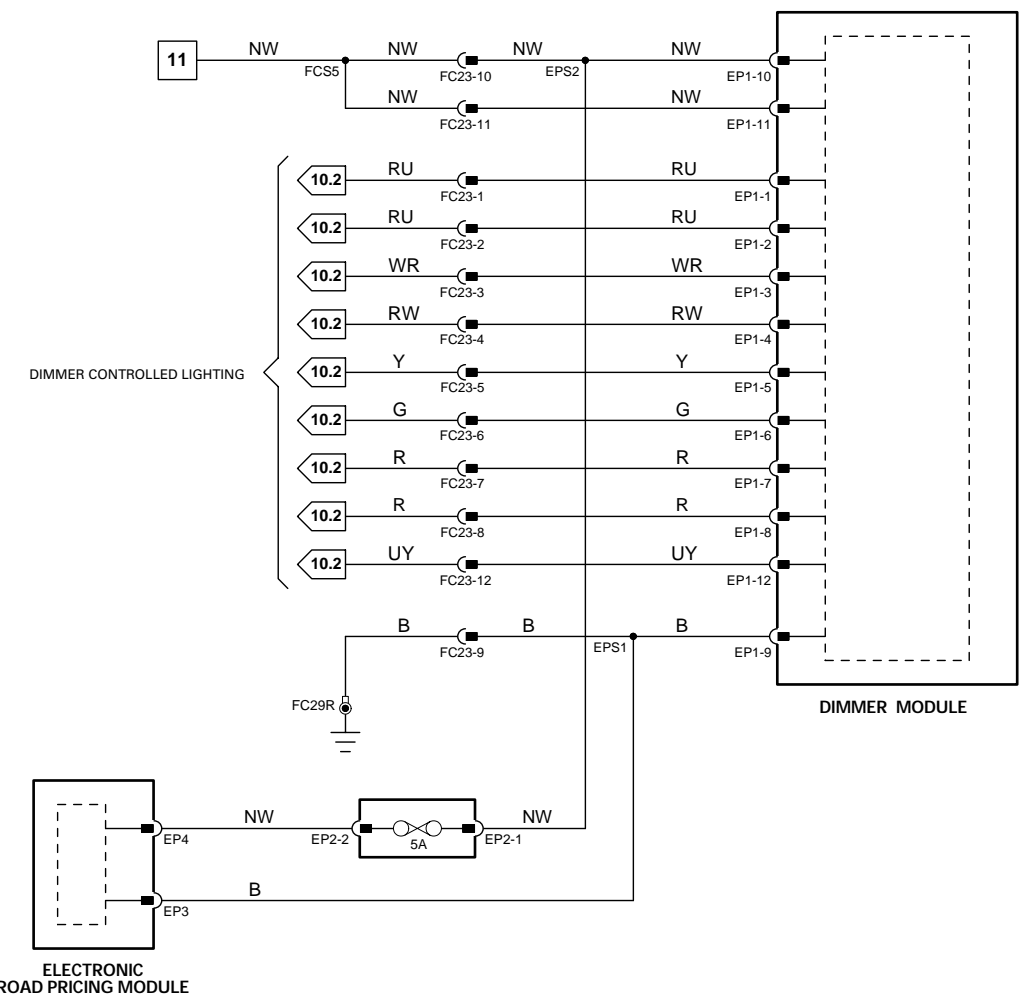 11 NW NW NW NW
FCS5 FC23-10 EPS2 EP1-10
NW NW
FC23-11 EP1-11
10.2 RU RU
FC23-1 EP1-1
10.2 RU RU
FC23-2 EP1-2
10.2 WR WR
FC23-3 EP1-3
10.2 RW RW
FC23-4 EP1-4
DIMMER CONTROLLED LIGHTING 10.2 Y Y
FC23-5 EP1-5
10.2 G G
FC23-6 EP1-6
10.2 R R
FC23-7 EP1-7
10.2 R R
FC23-8 EP1-8
10.2 UY UY
FC23-12 EP1-12
B B B
FC23-9 EPS1 EP1-9
FC29R
DIMMER MODULE
NW NW
EP4 EP2-2 5A EP2-1
B
EP3
ELECTRONIC
ROAD PRICING MODULE